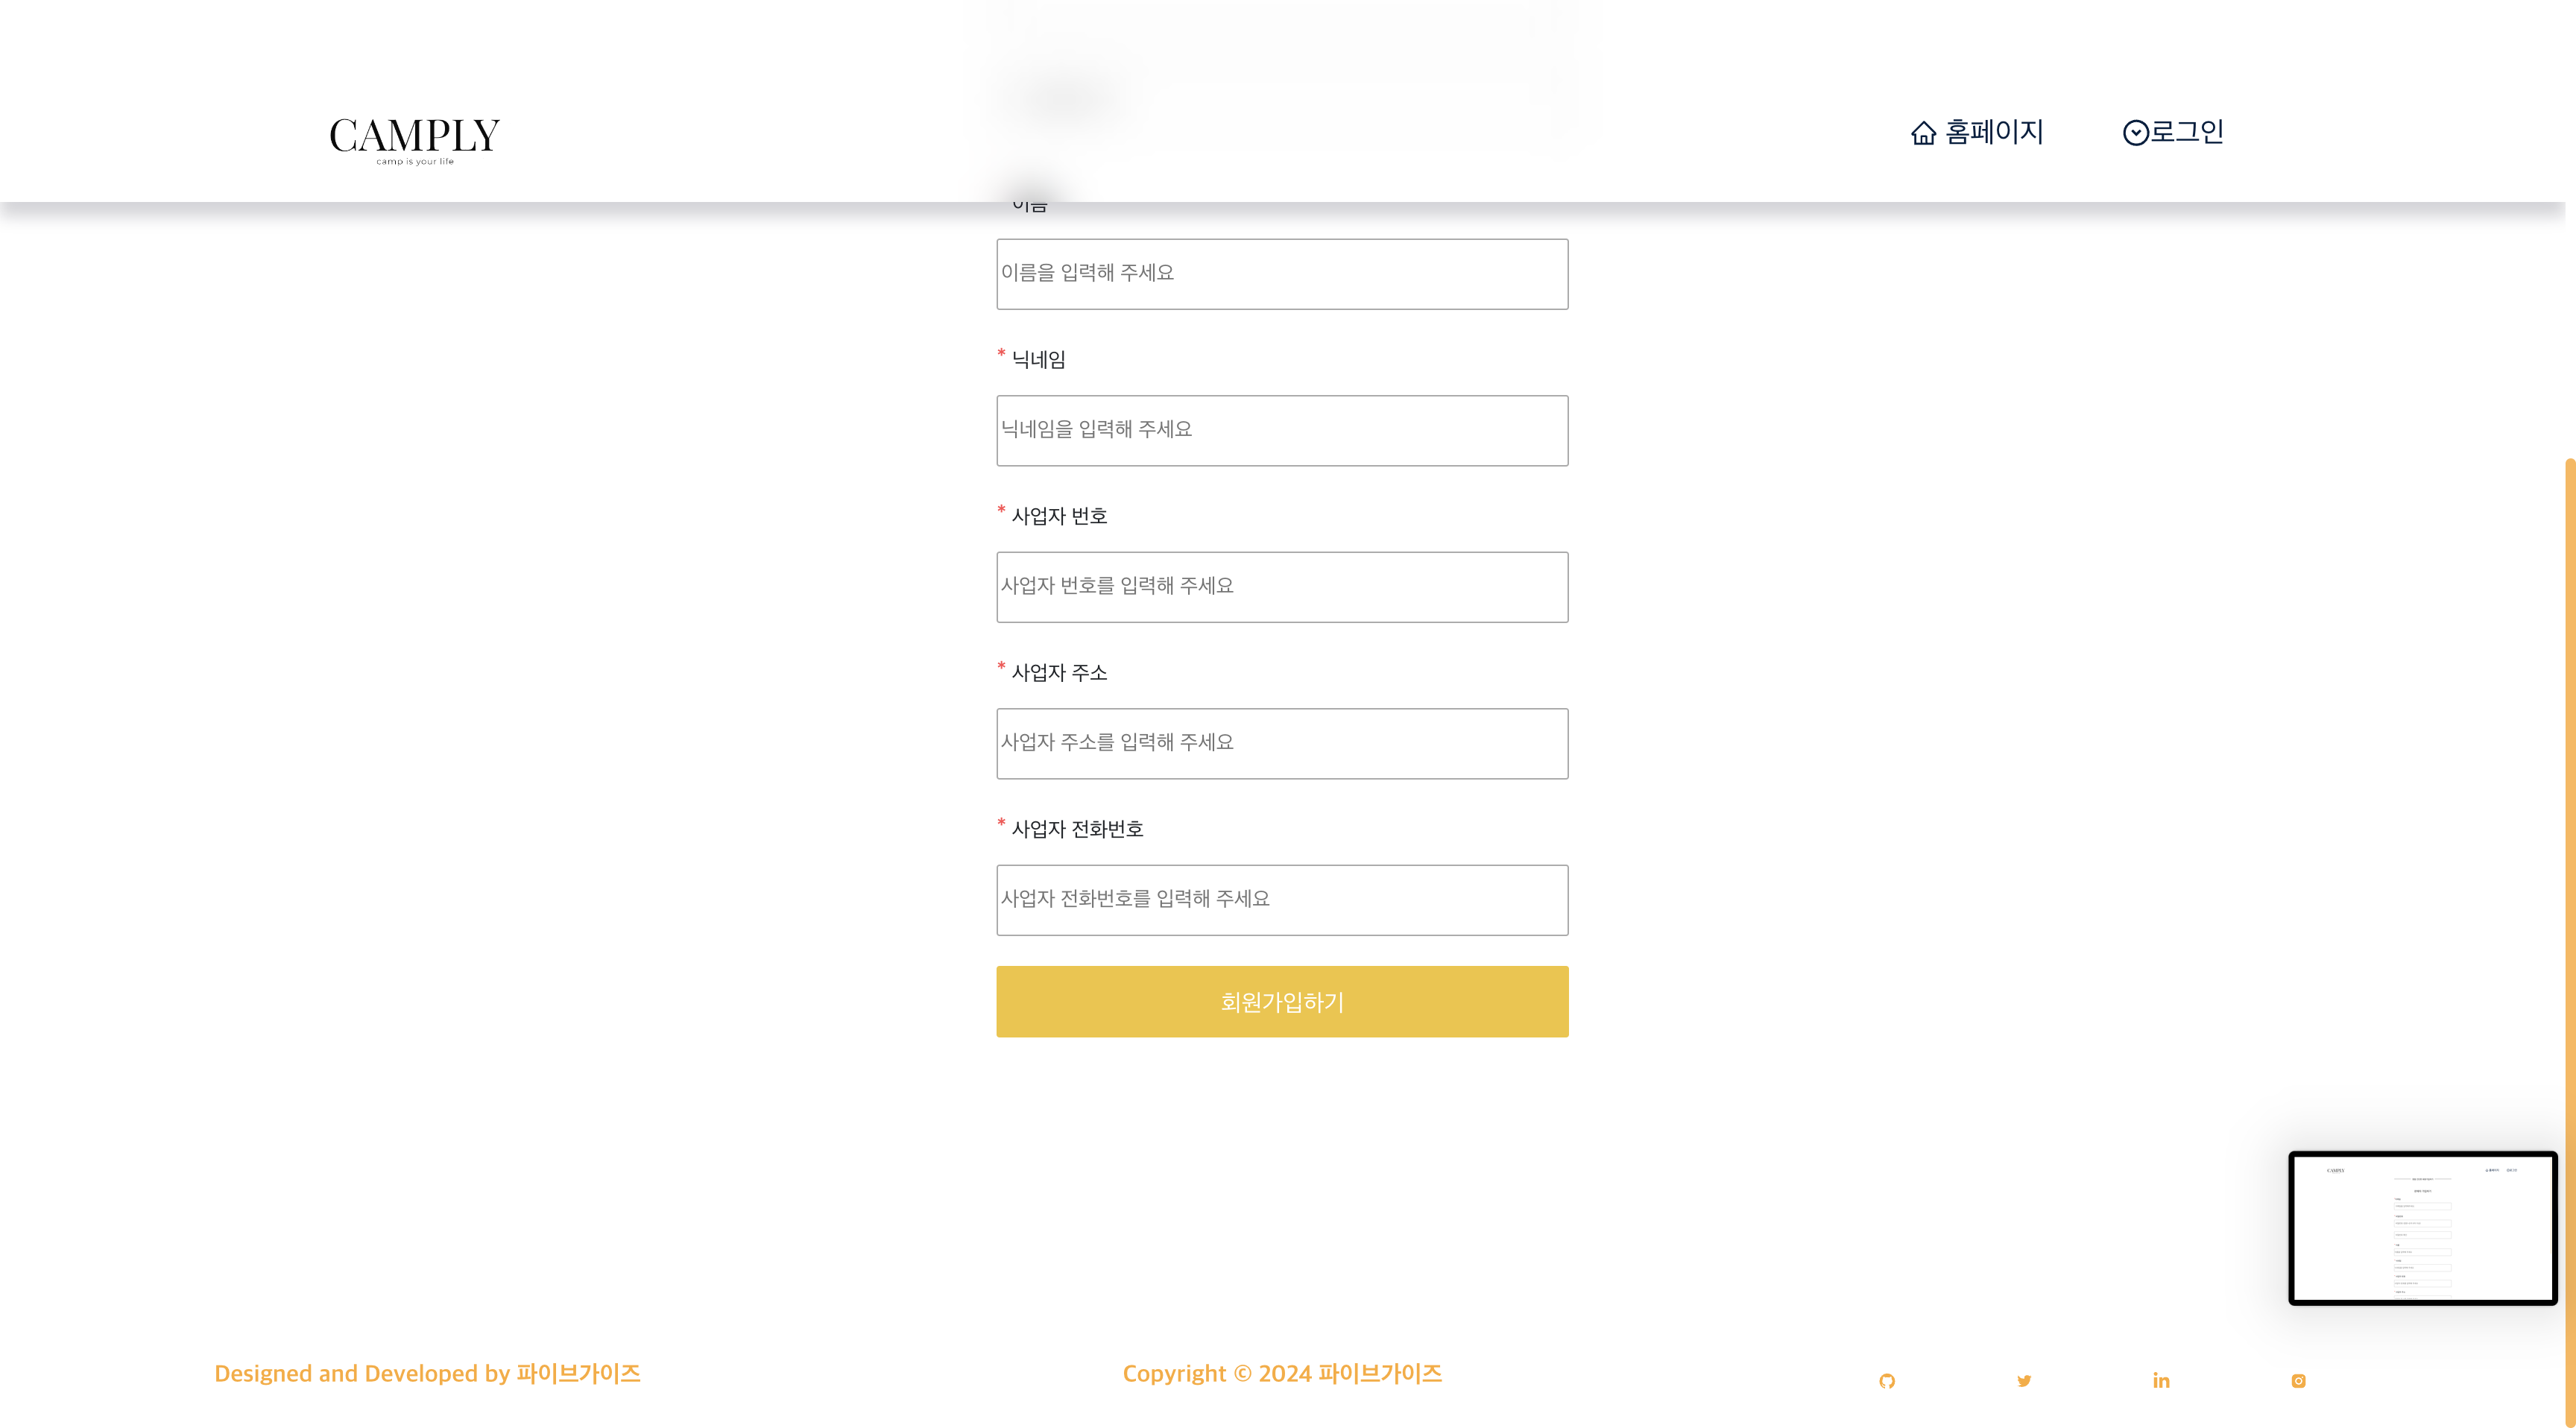 CAMPLY
camp is your life
홈페이지
로그인
이름
이름을 입력해 주세요
* 닉네임
닉네임을 입력해 주세요
* 사업자 번호
사업자 번호를 입력해 주세요
* 사업자 주소
사업자 주소를 입력해 주세요
* 사업자 전화번호
사업자 전화번호를 입력해 주세요
회원가입하기
CAMPLY
Designed and Developed by 파이브가이즈
Copyright © 2024 파이브가이즈